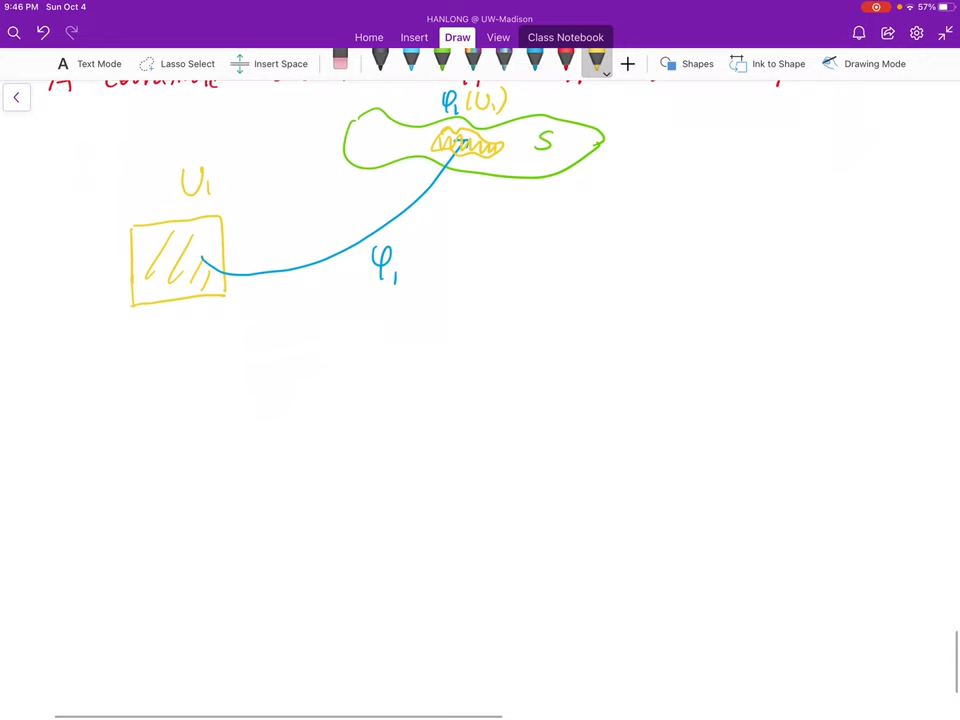 9:46 PM Sun Oct 4
57%
HANLONG @ UW-Madison
Home Insert Draw View Class Notebook
A Text Mode Lasso Select Insert Space Shapes Ink to Shape Drawing Mode
A coordinate
φ₁(U₁)
S
U₁
φ₁